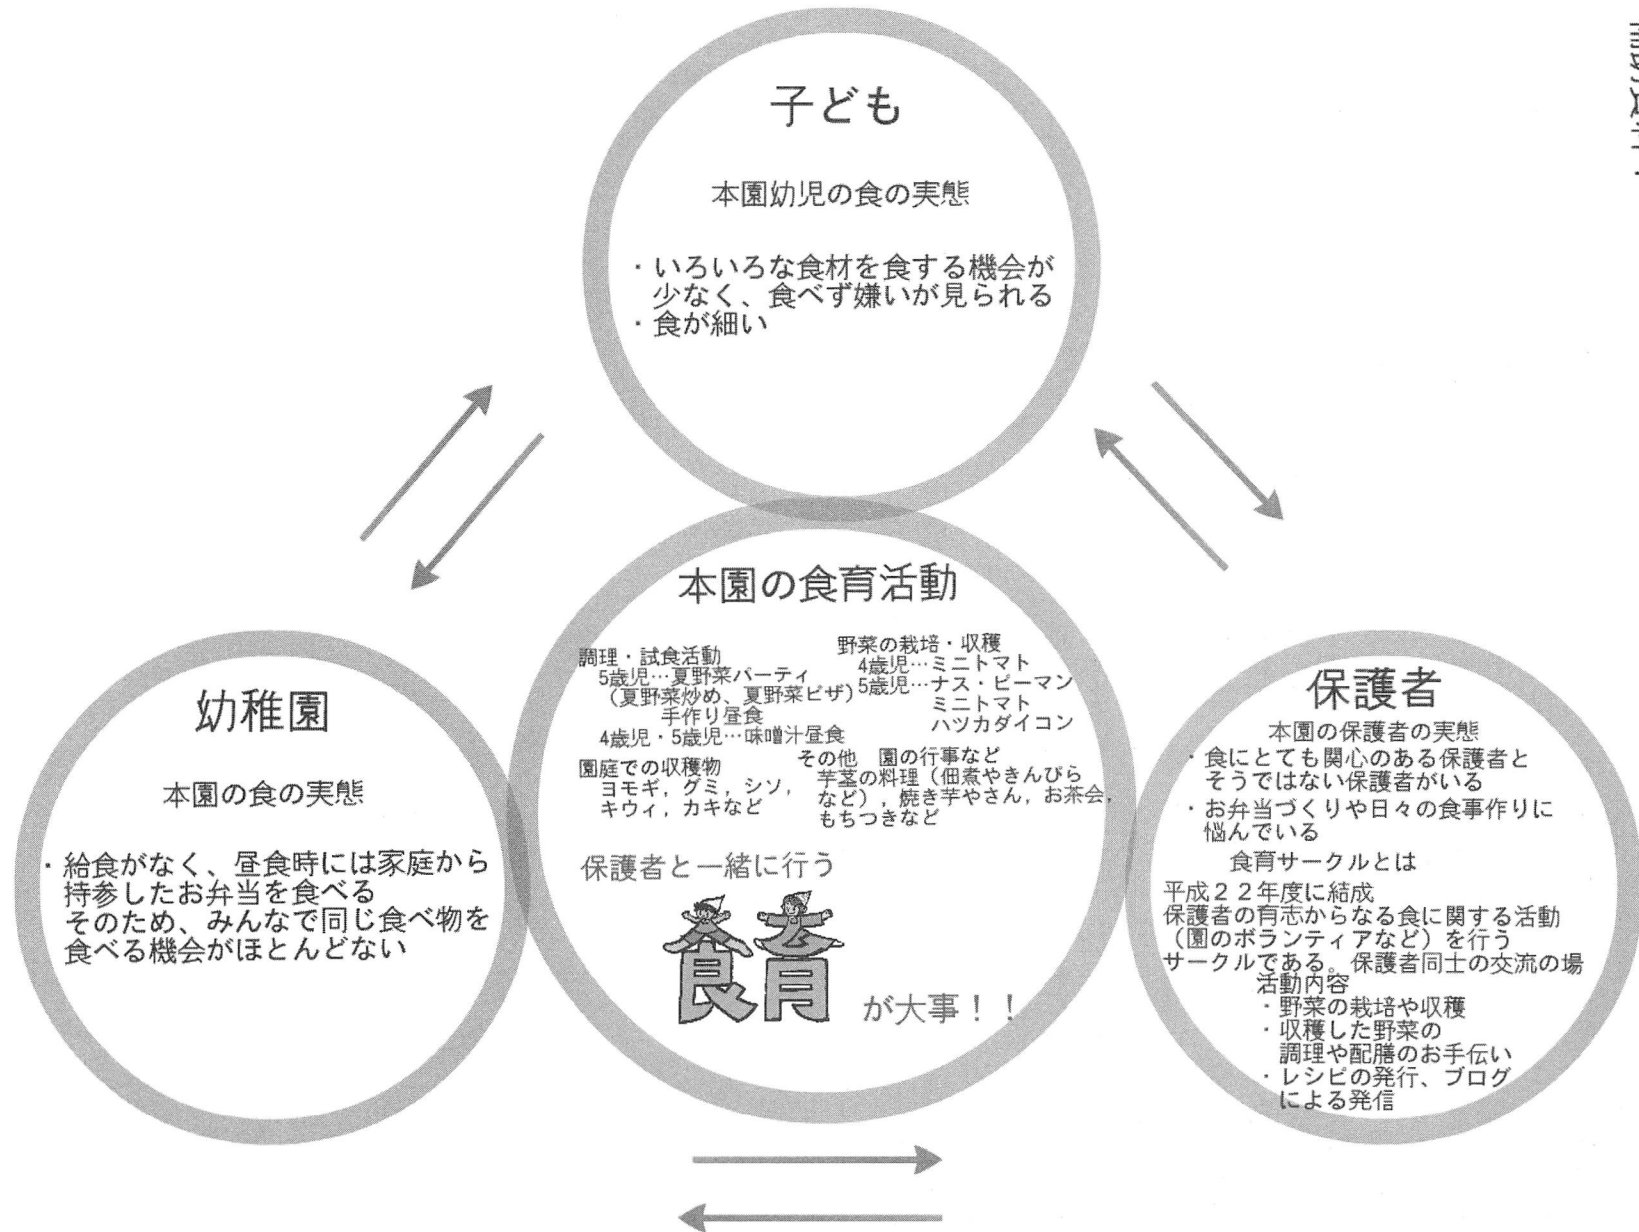 子ども
本園幼児の食の実態
・いろいろな食材を食する機会が
少なく、食べず嫌いが見られる
・食が細い
本園の食育活動
調理・試食活動
5歳児…夏野菜パーティ
（夏野菜炒め、夏野菜ピザ）
手作り昼食
4歳児・5歳児…味噌汁昼食
園庭での収穫物
ヨモギ，グミ，シソ，
キウィ，カキなど
野菜の栽培・収穫
4歳児…ミニトマト
5歳児…ナス・ピーマン
ミニトマト
ハツカダイコン
その他　園の行事など
芋茎の料理（佃煮やきんぴら
など），焼き芋やさん，お茶会，
もちつきなど
保護者と一緒に行う
食育
が大事！！
幼稚園
本園の食の実態
・給食がなく、昼食時には家庭から
持参したお弁当を食べる
そのため、みんなで同じ食べ物を
食べる機会がほとんどない
保護者
本園の保護者の実態
・食にとても関心のある保護者と
そうではない保護者がいる
・お弁当づくりや日々の食事作りに
悩んでいる
食育サークルとは
平成２２年度に結成
保護者の有志からなる食に関する活動
（園のボランティアなど）を行う
サークルである。保護者同士の交流の場
活動内容
・野菜の栽培や収穫
・収穫した野菜の
調理や配膳のお手伝い
・レシピの発行、ブログ
による発信